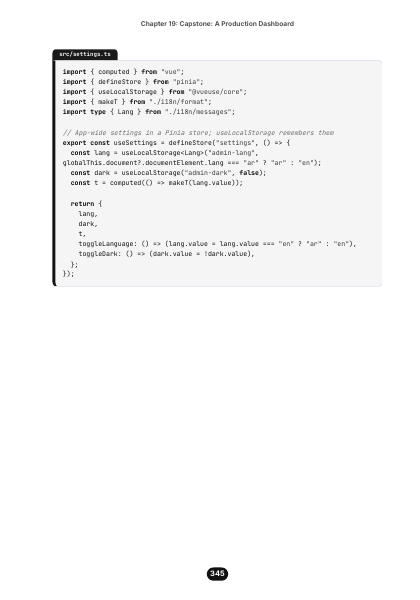 Chapter 19: Capstone: A Production Dashboard
src/settings.ts
import { computed } from "vue";
import { defineStore } from "pinia";
import { useLocalStorage } from "@vueuse/core";
import { makeT } from "./i18n/format";
import type { Lang } from "./i18n/messages";

// App-wide settings in a Pinia store; useLocalStorage remembers them
export const useSettings = defineStore("settings", () => {
  const lang = useLocalStorage<Lang>("admin-lang",
globalThis.document?.documentElement.lang === "ar" ? "ar" : "en");
  const dark = useLocalStorage("admin-dark", false);
  const t = computed(() => makeT(lang.value));

  return {
    lang,
    dark,
    t,
    toggleLanguage: () => (lang.value = lang.value === "en" ? "ar" : "en"),
    toggleDark: () => (dark.value = !dark.value),
  };
});
345